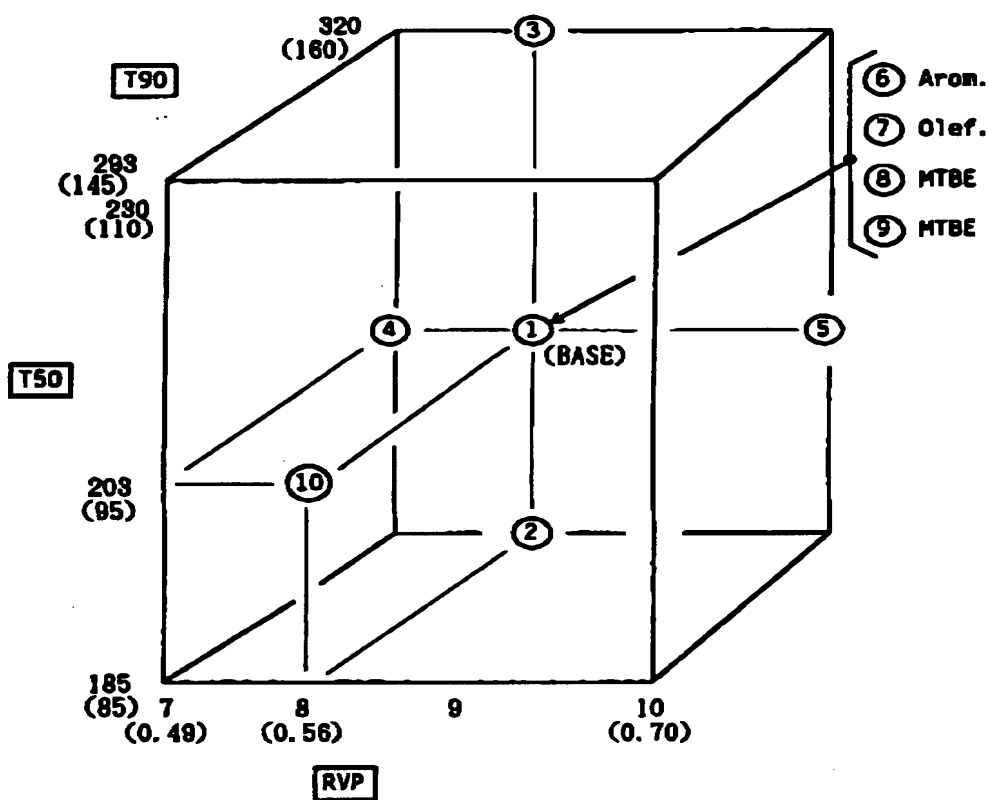 320
(160)
③
T90
⑥ Arom.
⑦ Olef.
⑧ MTBE
⑨ MTBE
293
(145)
230
(110)
④
①
⑤
(BASE)
T50
203
(95)
⑩
②
185
(85)
7 8 9 10
(0.49) (0.56) (0.70)
RVP